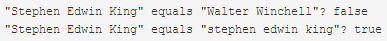 "Stephen Edwin King" equals "Walter Winchell"? false
"Stephen Edwin King" equals "stephen edwin king"? true